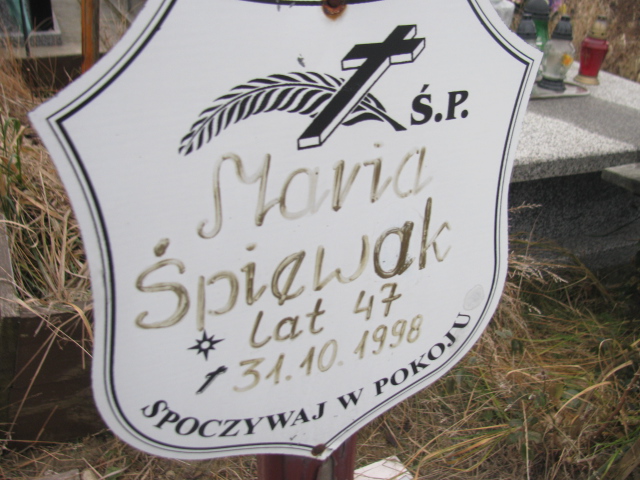 Ś.P.
Maria
Śpiewak
lat 47
31.10.1998
SPOCZYWAJ W POKOJU